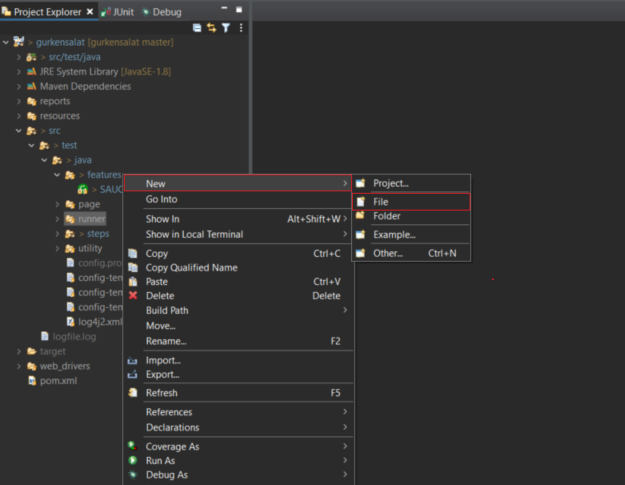 Project Explorer
JUnit
Debug
> gurkensalat [gurkensalat master]
> src/test/java
JRE System Library [JavaSE-1.8]
Maven Dependencies
reports
resources
> src
> test
> java
> features
> SAUC
page
runner
> steps
utility
config.pro
config-tem
config-tem
config-tem
log4j2.xml
logfile.log
target
web_drivers
pom.xml
New
Go Into
Show In Alt+Shift+W
Show in Local Terminal
Copy Ctrl+C
Copy Qualified Name
Paste Ctrl+V
Delete Delete
Build Path
Move...
Rename... F2
Import...
Export...
Refresh F5
References
Declarations
Coverage As
Run As
Debug As
Project...
File
Folder
Example...
Other... Ctrl+N